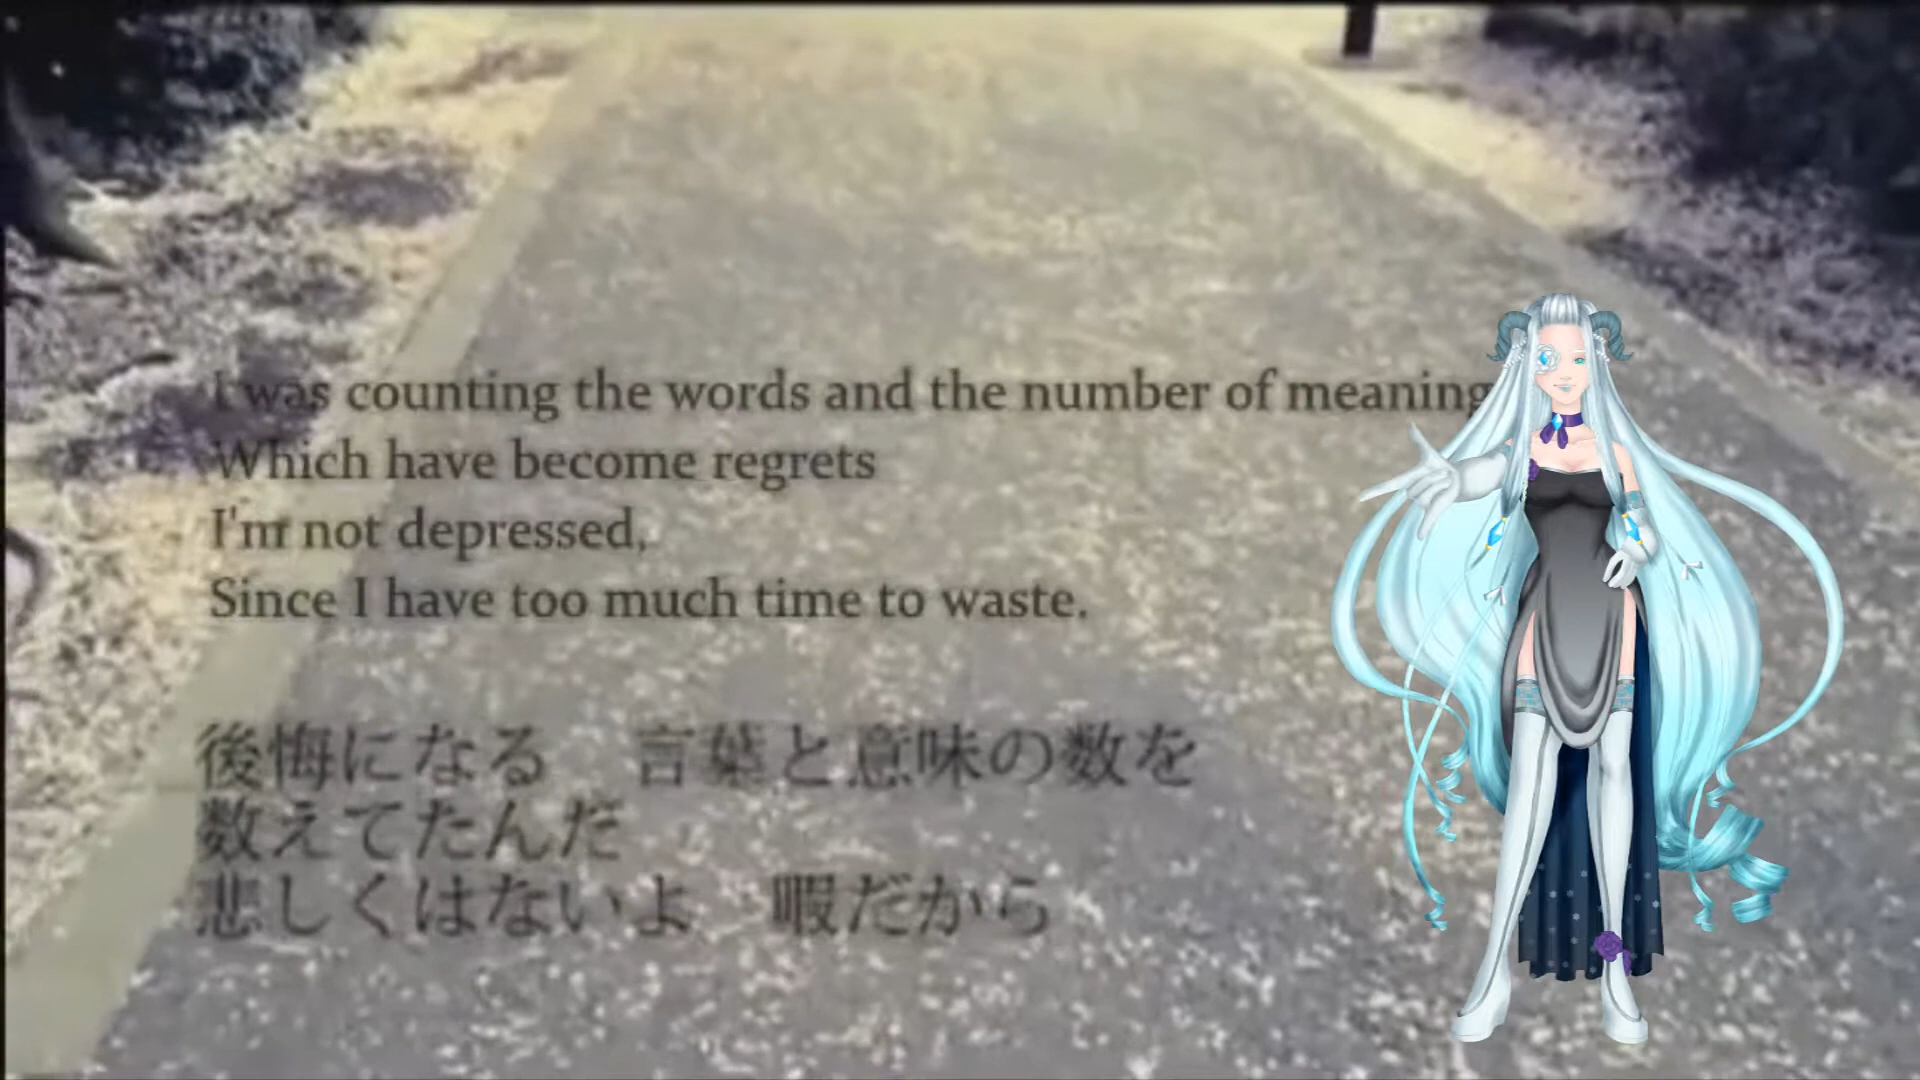 I was counting the words and the number of meaning
Which have become regrets
I'm not depressed,
Since I have too much time to waste.
後悔になる　言葉と意味の数を
数えてたんだ
悲しくはないよ　暇だから